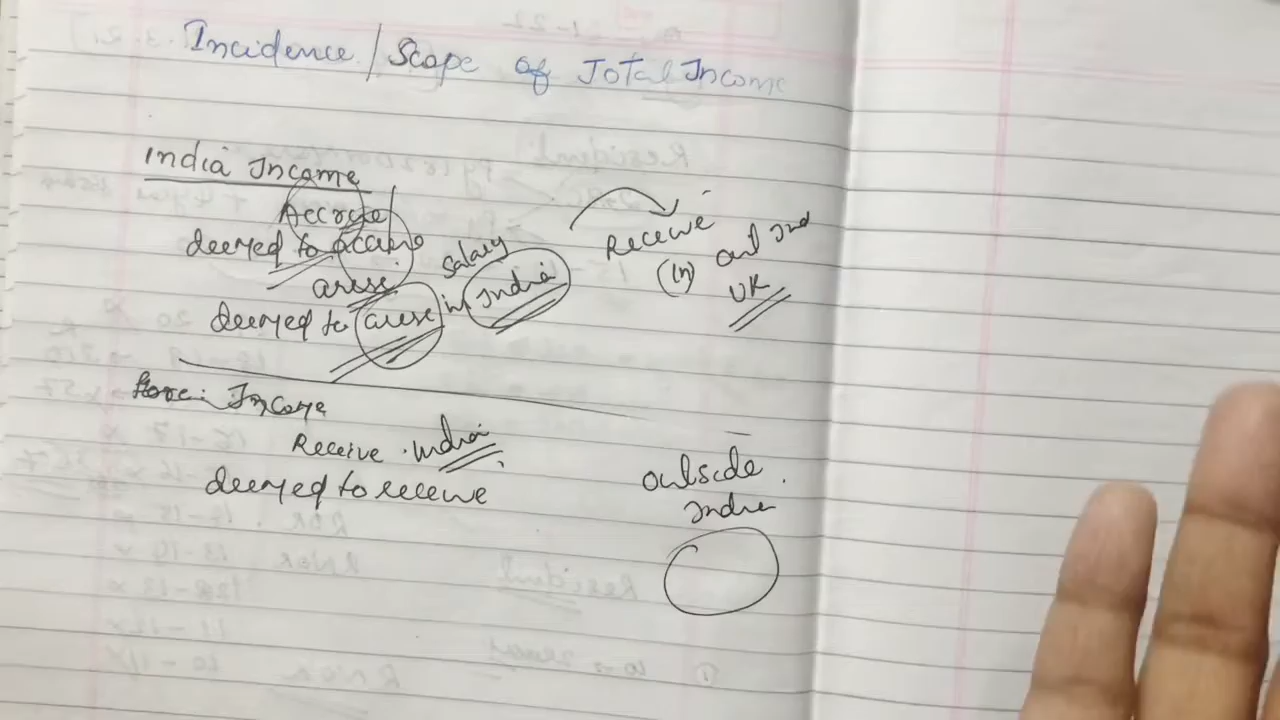 Incidence / Scope of Total Income
India Income
Accrue /
deemed to accrue
arise
deemed to arise in India
salary
Receive
(in) out Ind
UK
Income
Receive India
deemed to receive
outside
India